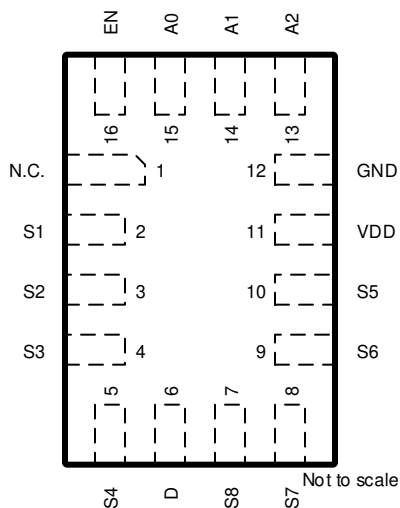 EN A0 A1 A2
16 15 14 13
N.C. 1 12 GND
S1 2 11 VDD
S2 3 10 S5
S3 4 9 S6
5 6 7 8
S4 D S8 S7
Not to scale